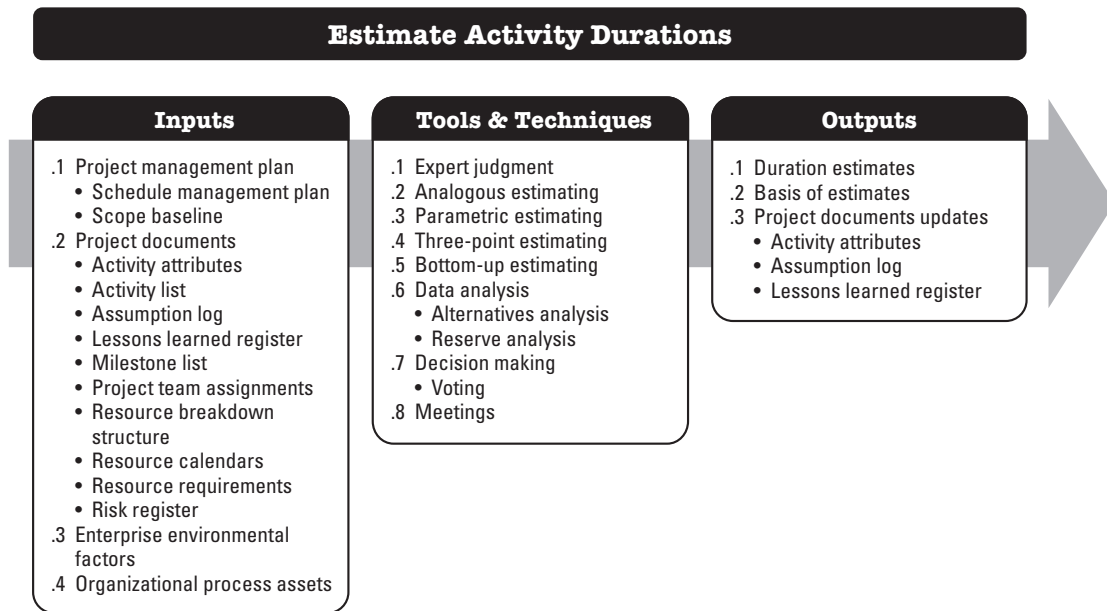 Estimate Activity Durations
Inputs
.1 Project management plan
• Schedule management plan
• Scope baseline
.2 Project documents
• Activity attributes
• Activity list
• Assumption log
• Lessons learned register
• Milestone list
• Project team assignments
• Resource breakdown
structure
• Resource calendars
• Resource requirements
• Risk register
.3 Enterprise environmental
factors
.4 Organizational process assets
Tools & Techniques
.1 Expert judgment
.2 Analogous estimating
.3 Parametric estimating
.4 Three-point estimating
.5 Bottom-up estimating
.6 Data analysis
• Alternatives analysis
• Reserve analysis
.7 Decision making
• Voting
.8 Meetings
Outputs
.1 Duration estimates
.2 Basis of estimates
.3 Project documents updates
• Activity attributes
• Assumption log
• Lessons learned register